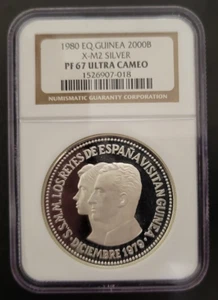 1980 EQ GUINEA 2000B
X-M2 SILVER
PF 67 ULTRA CAMEO
1526907-018
NUMISMATIC GUARANTY CORPORATION
S.S.M.M. LOS REYES DE ESPAÑA VISITAN GUINEA
DICIEMBRE 1979